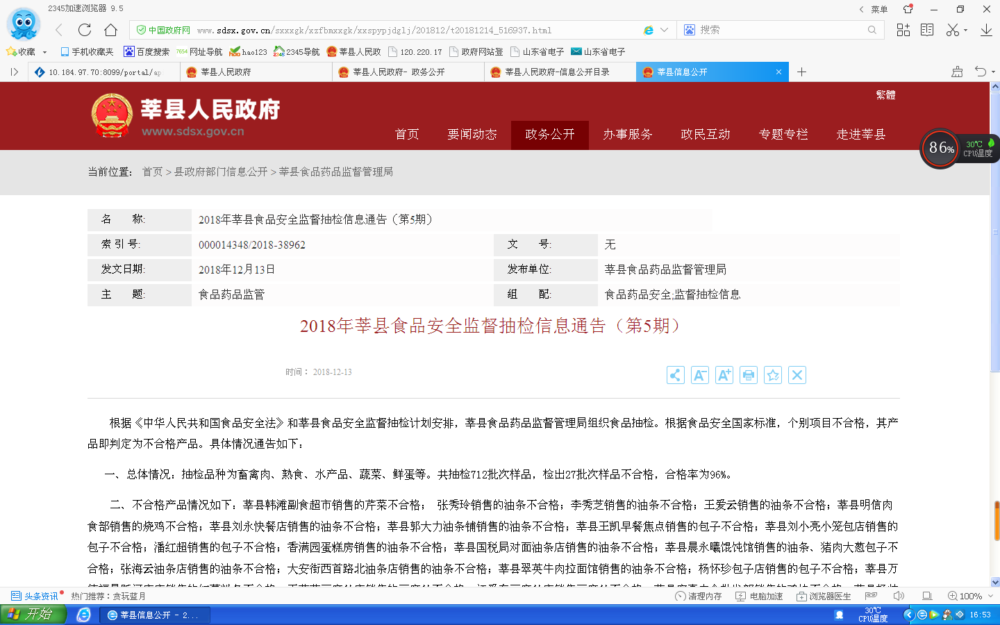 2345加速浏览器 9.5
菜单
中国政府网 www.sdsx.gov.cn/sxxxgk/xzfbmxxgk/xxspypjdglj/201812/t20181214_516937.html
搜索
收藏 手机收藏夹 百度搜索 7654 网址导航 hao123 2345 2345导航 莘县人民政 120.220.17 政府网站登 山东省电子 山东省电子
10.184.97.70:8099/portal/ap 莘县人民政府 莘县人民政府- 政务公开 莘县人民政府-信息公开目录 莘县信息公开
繁體
莘县人民政府
www.sdsx.gov.cn
首页 要闻动态 政务公开 办事服务 政民互动 专题专栏 走进莘县
86% 30℃
CPU温度
当前位置: 首页 > 县政府部门信息公开 > 莘县食品药品监督管理局
名 称: 2018年莘县食品安全监督抽检信息通告（第5期）
索 引 号: 000014348/2018-38962 文 号: 无
发文日期: 2018年12月13日 发布单位: 莘县食品药品监督管理局
主 题: 食品药品监管 组 配: 食品药品安全;监督抽检信息
2018年莘县食品安全监督抽检信息通告（第5期）
时间： 2018-12-13
A- A+
根据《中华人民共和国食品安全法》和莘县食品安全监督抽检计划安排，莘县食品药品监督管理局组织食品抽检。根据食品安全国家标准，个别项目不合格，其产
品即判定为不合格产品。具体情况通告如下：
一、总体情况：抽检品种为畜禽肉、熟食、水产品、蔬菜、鲜蛋等。共抽检712批次样品，检出27批次样品不合格，合格率为96%。
二、不合格产品情况如下：莘县韩滩副食超市销售的芹菜不合格； 张秀玲销售的油条不合格；李秀芝销售的油条不合格；王爱云销售的油条不合格；莘县明信肉
食部销售的烧鸡不合格；莘县刘永快餐店销售的油条不合格；莘县郭大力油条铺销售的油条不合格；莘县王凯早餐焦点销售的包子不合格；莘县刘小亮小笼包店销售的
包子不合格；潘红超销售的包子不合格；香满园蛋糕房销售的油条不合格；莘县国税局对面油条店销售的油条不合格；莘县晨永曦馄饨馆销售的油条、猪肉大葱包子不
合格；张海云油条店销售的油条不合格；大安街西首路北油条店销售的油条不合格；莘县翠英牛肉拉面馆销售的油条不合格；杨怀珍包子店销售的包子不合格；莘县万
头条资讯 热门推荐：贪玩蓝月 清理内存 电脑加速 浏览器医生 100%
开始 莘县信息公开 - 2... 30℃
CPU温度 16:53